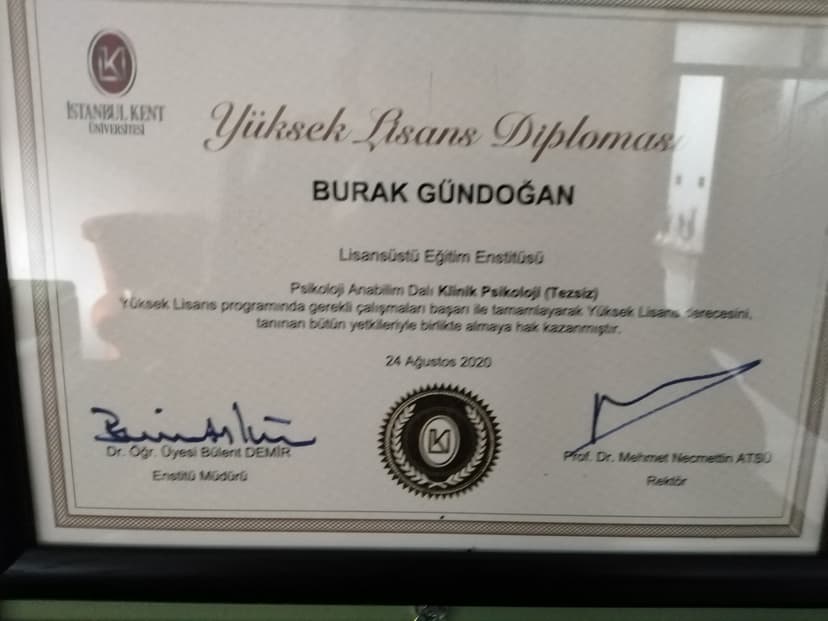 İSTANBUL KENT
ÜNİVERSİTESİ
Yüksek Lisans Diploması
BURAK GÜNDOĞAN
Lisansüstü Eğitim Enstitüsü
Psikoloji Anabilim Dalı Klinik Psikoloji (Tezsiz)
Yüksek Lisans programında gerekli çalışmaları başarı ile tamamlayarak Yüksek Lisans derecesini,
tanınan bütün yetkileriyle birlikte almaya hak kazanmıştır.
24 Ağustos 2020
Dr. Öğr. Üyesi Bülent DEMİR
Enstitü Müdürü
Prof. Dr. Mehmet Necmettin ATSÜ
Rektör